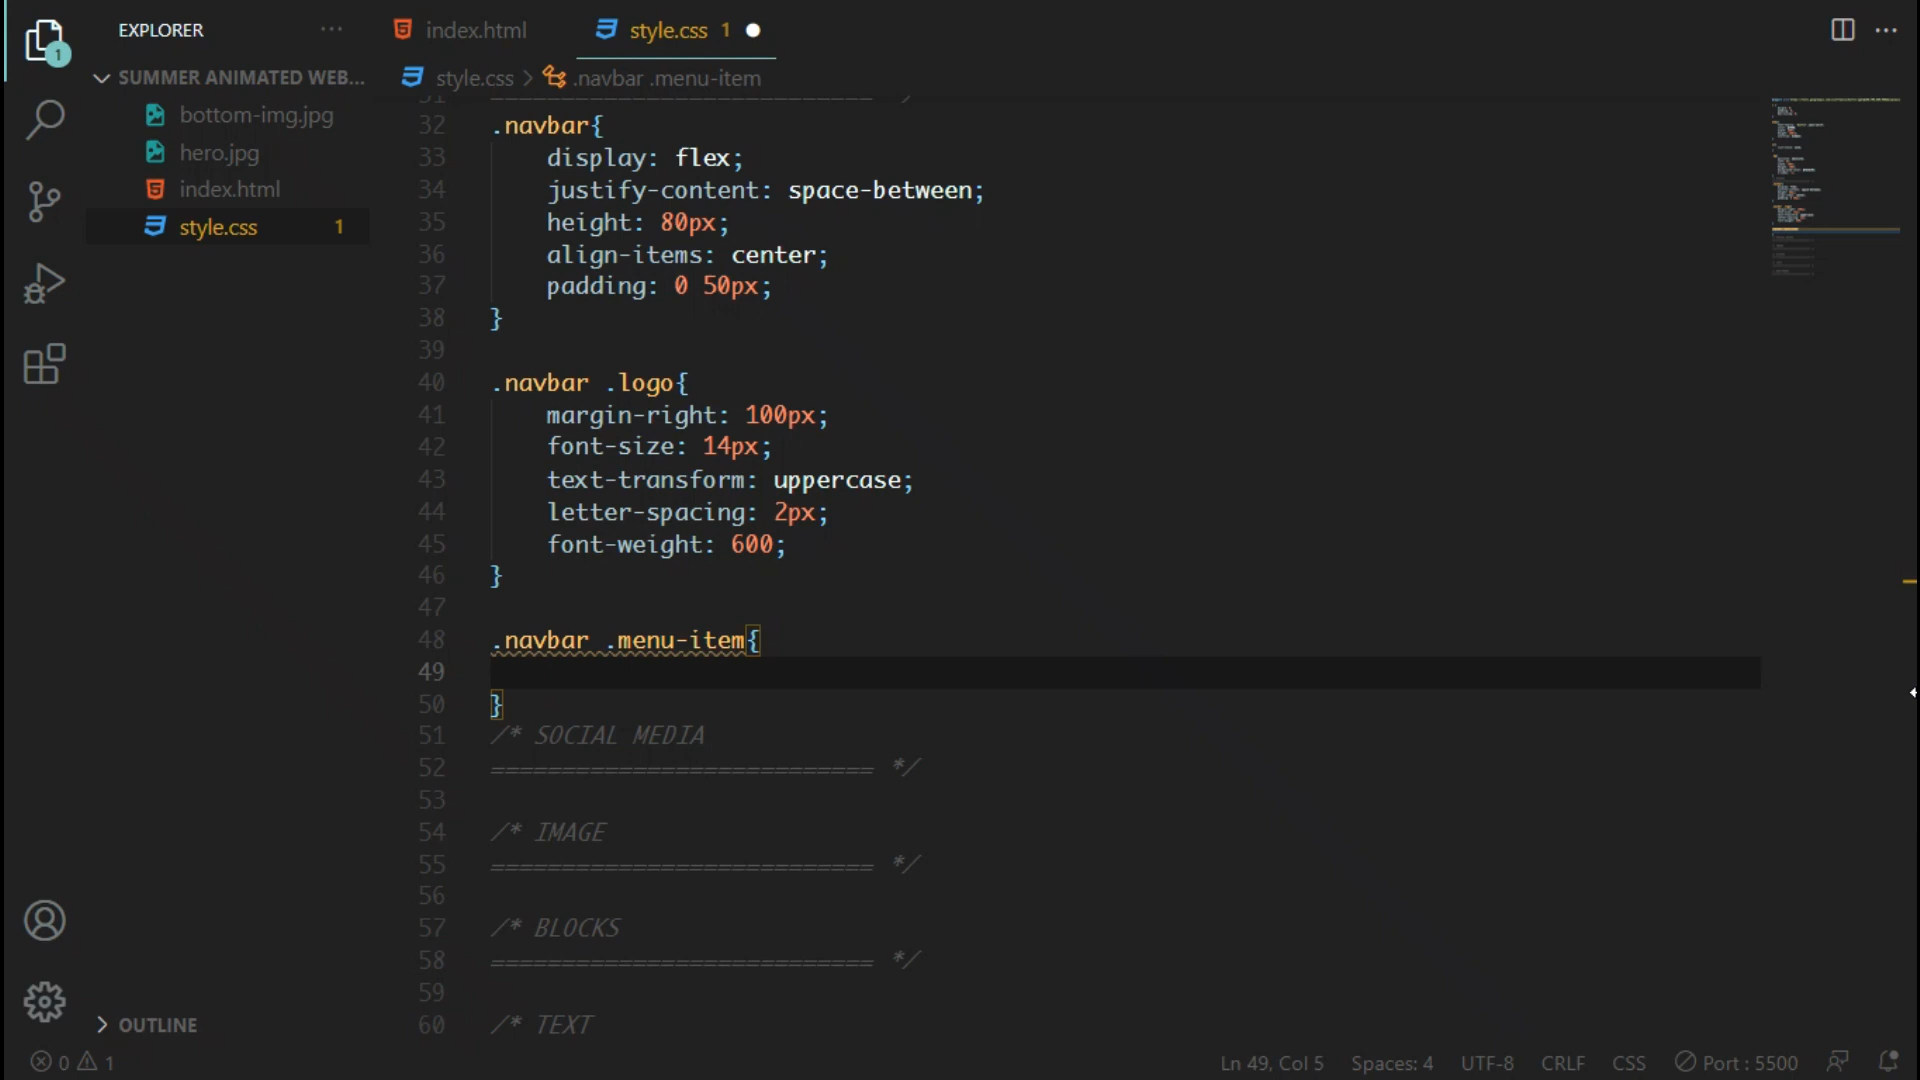 EXPLORER
index.html
style.css 1
SUMMER ANIMATED WEB...
style.css > .navbar .menu-item
bottom-img.jpg
hero.jpg
index.html
style.css 1
32 .navbar{
33 display: flex;
34 justify-content: space-between;
35 height: 80px;
36 align-items: center;
37 padding: 0 50px;
38 }
39
40 .navbar .logo{
41 margin-right: 100px;
42 font-size: 14px;
43 text-transform: uppercase;
44 letter-spacing: 2px;
45 font-weight: 600;
46 }
47
48 .navbar .menu-item{
49
50 }
51 /* SOCIAL MEDIA
52 =========================== */
53
54 /* IMAGE
55 =========================== */
56
57 /* BLOCKS
58 =========================== */
59
60 /* TEXT
1
OUTLINE
0 1
Ln 49, Col 5 Spaces: 4 UTF-8 CRLF CSS Port : 5500